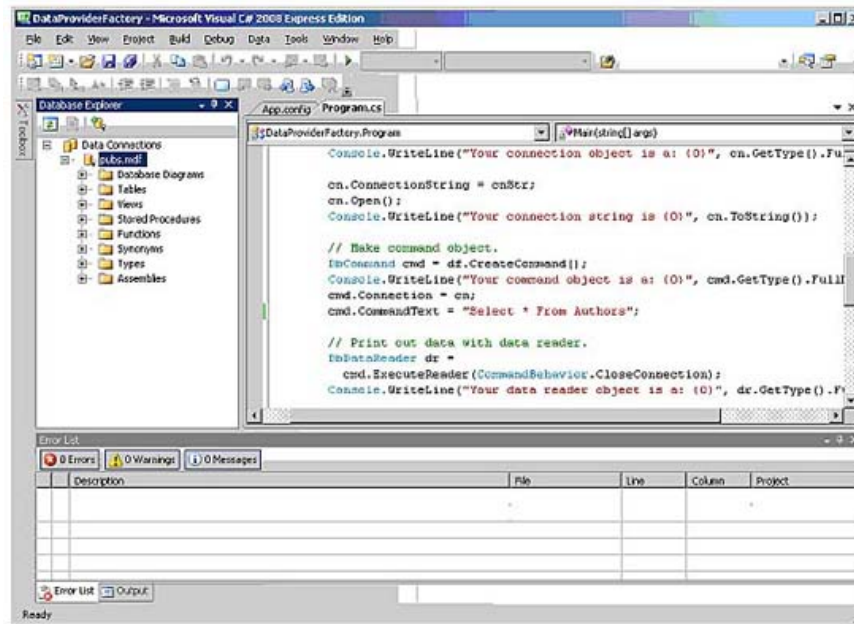 DataProviderFactory - Microsoft Visual C# 2008 Express Edition
File Edit View Project Build Debug Data Tools Window Help
Toolbox
Database Explorer
Data Connections
pubs.mdf
Database Diagrams
Tables
Views
Stored Procedures
Functions
Synonyms
Types
Assemblies
App.config Program.cs
DataProviderFactory.Program Main(string[] args)
Console.WriteLine("Your connection object is a: {0}", cn.GetType().Fu
cn.ConnectionString = cnStr;
cn.Open();
Console.WriteLine("Your connection string is {0}", cn.ToString());
// Make command object.
DbCommand cmd = df.CreateCommand();
Console.WriteLine("Your command object is a: {0}", cmd.GetType().Full
cmd.Connection = cn;
cmd.CommandText = "Select * From Authors";
// Print out data with data reader.
DbDataReader dr =
cmd.ExecuteReader(CommandBehavior.CloseConnection);
Console.WriteLine("Your data reader object is a: {0}", dr.GetType().F
Error List
0 Errors 0 Warnings 0 Messages
Description File Line Column Project
Error List Output
Ready